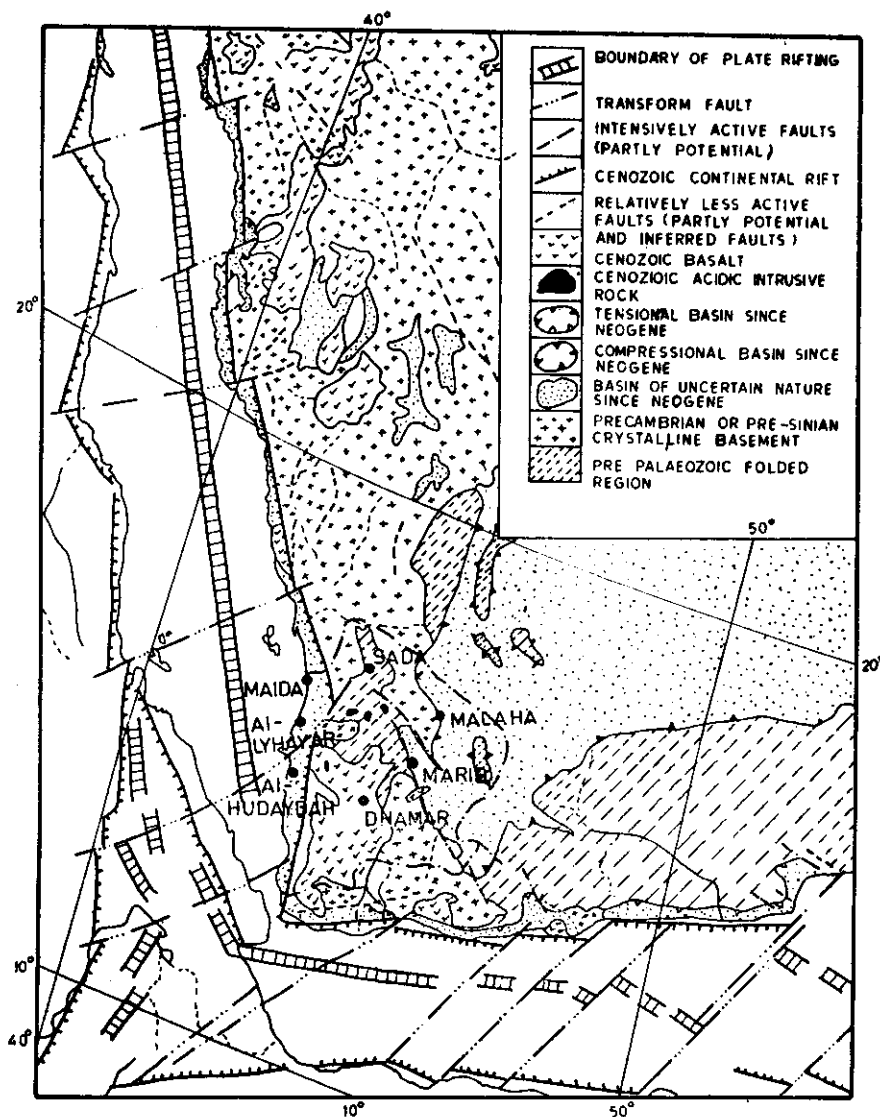 40°
BOUNDARY OF PLATE RIFTING
TRANSFORM FAULT
INTENSIVELY ACTIVE FAULTS
(PARTLY POTENTIAL)
CENOZOIC CONTINENTAL RIFT
RELATIVELY LESS ACTIVE
FAULTS (PARTLY POTENTIAL
AND INFERRED FAULTS)
CENOZOIC BASALT
CENOZIOIC ACIDIC INTRUSIVE
ROCK
TENSIONAL BASIN SINCE
NEOGENE
COMPRESSIONAL BASIN SINCE
NEOGENE
BASIN OF UNCERTAIN NATURE
SINCE NEOGENE
PRECAMBRIAN OR PRE-SINIAN
CRYSTALLINE BASEMENT
PRE PALAEOZOIC FOLDED
REGION
20°
50°
20°
SADA
MAIDA
MALAHA
Al-
LYHAYAR
MARIB
Al
HUDAYDAH
DHAMAR
10°
40°
10°
50°